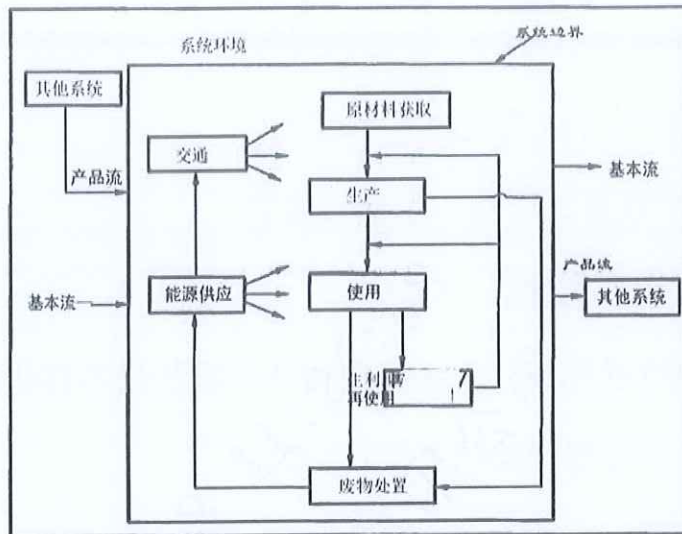 系统环境
系统边界
其他系统
原材料获取
交通
产品流
基本流
生产
产品流
能源供应
使用
基本流
其他系统
生利
再使用
废物处置